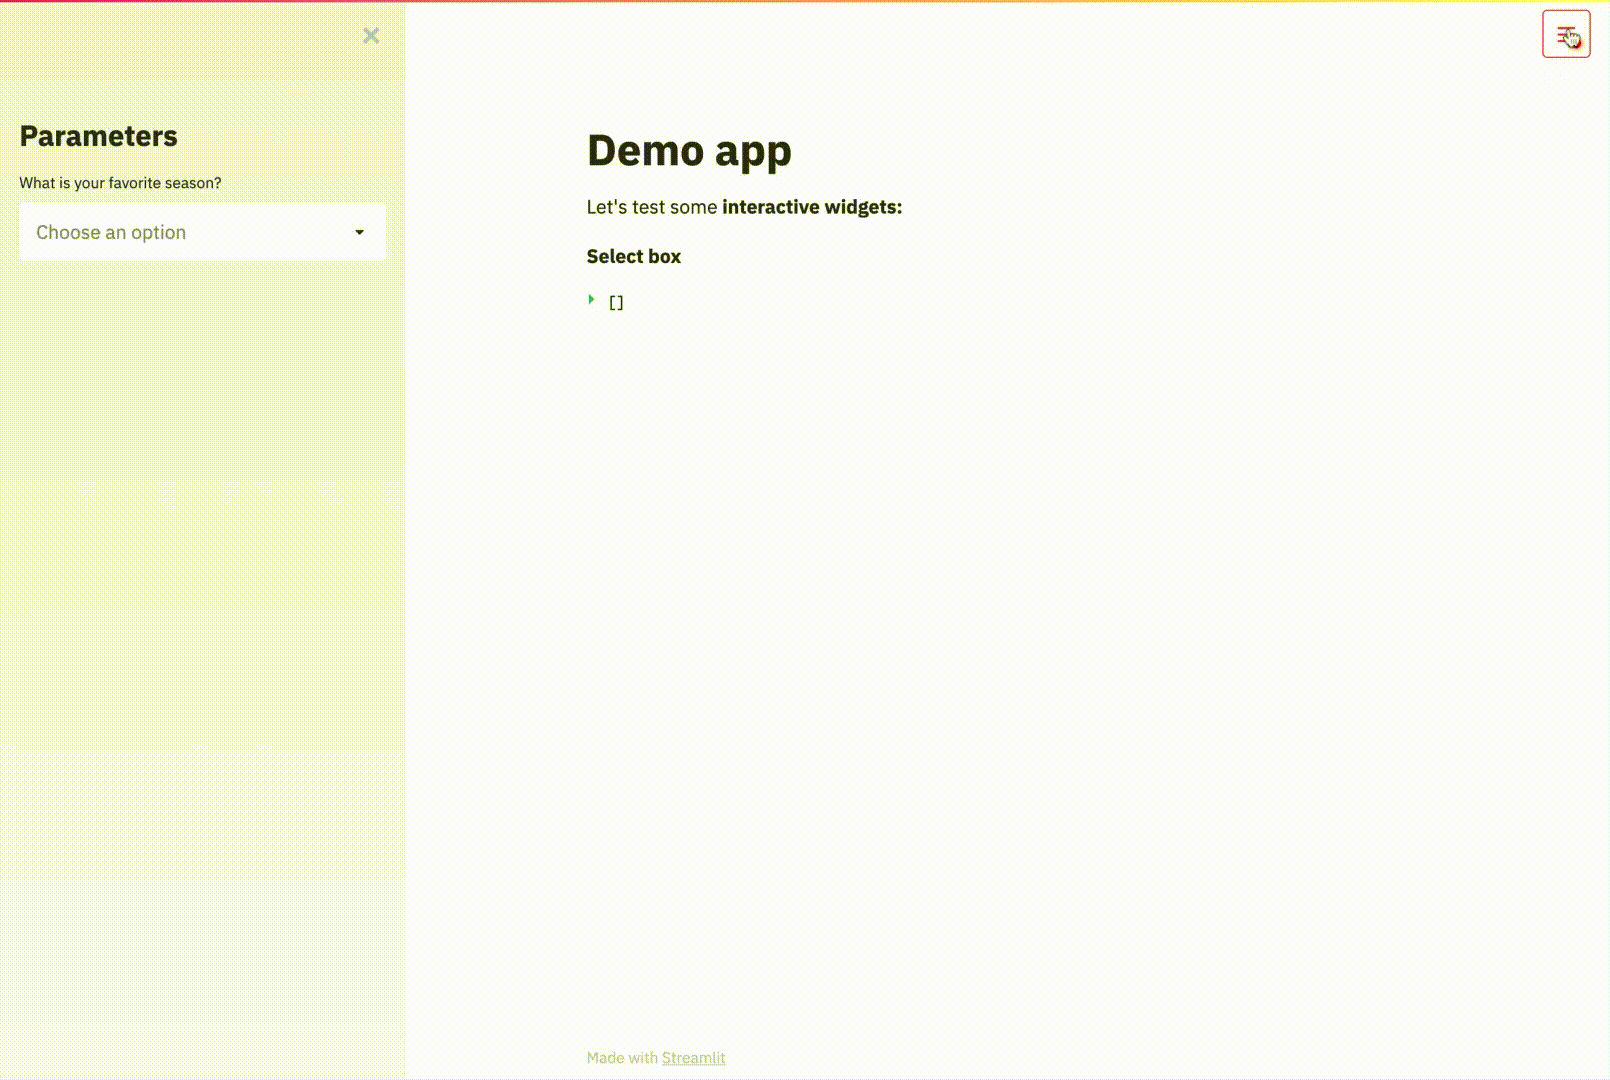 Parameters
What is your favorite season?
Choose an option
Demo app
Let's test some interactive widgets:
Select box
[]
Made with Streamlit